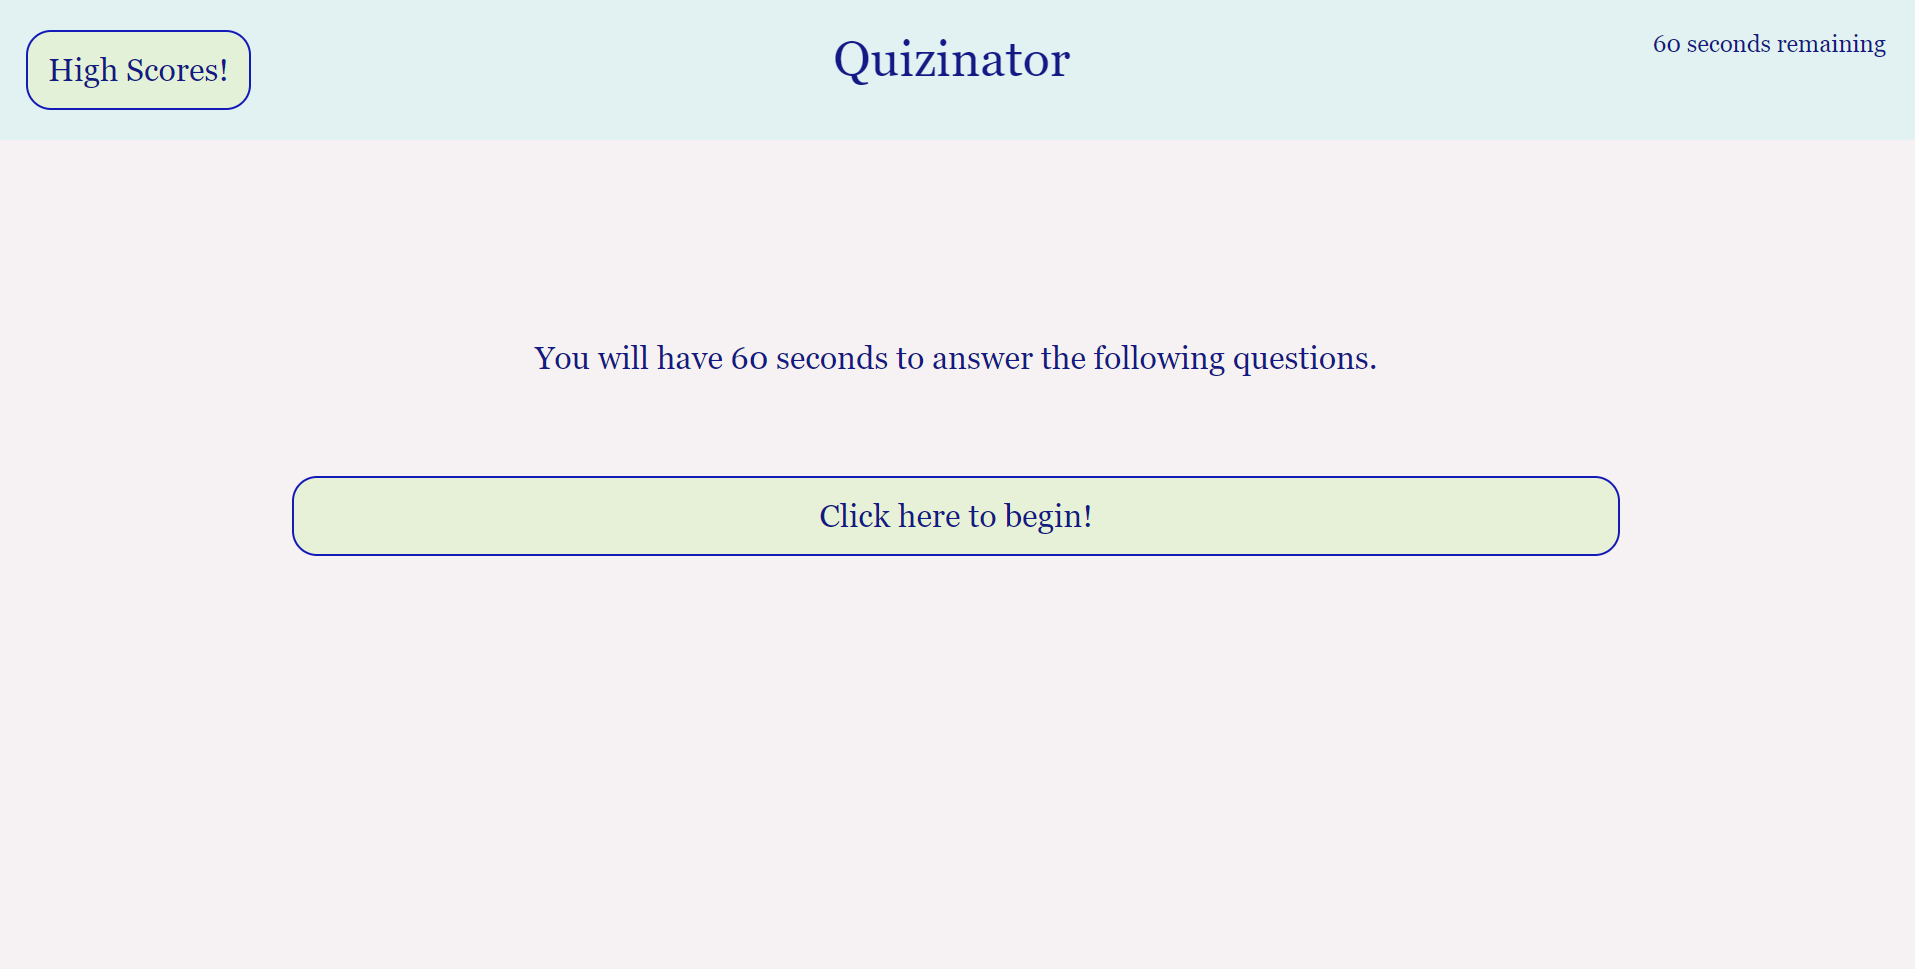 High Scores!
Quizinator
60 seconds remaining
You will have 60 seconds to answer the following questions.
Click here to begin!